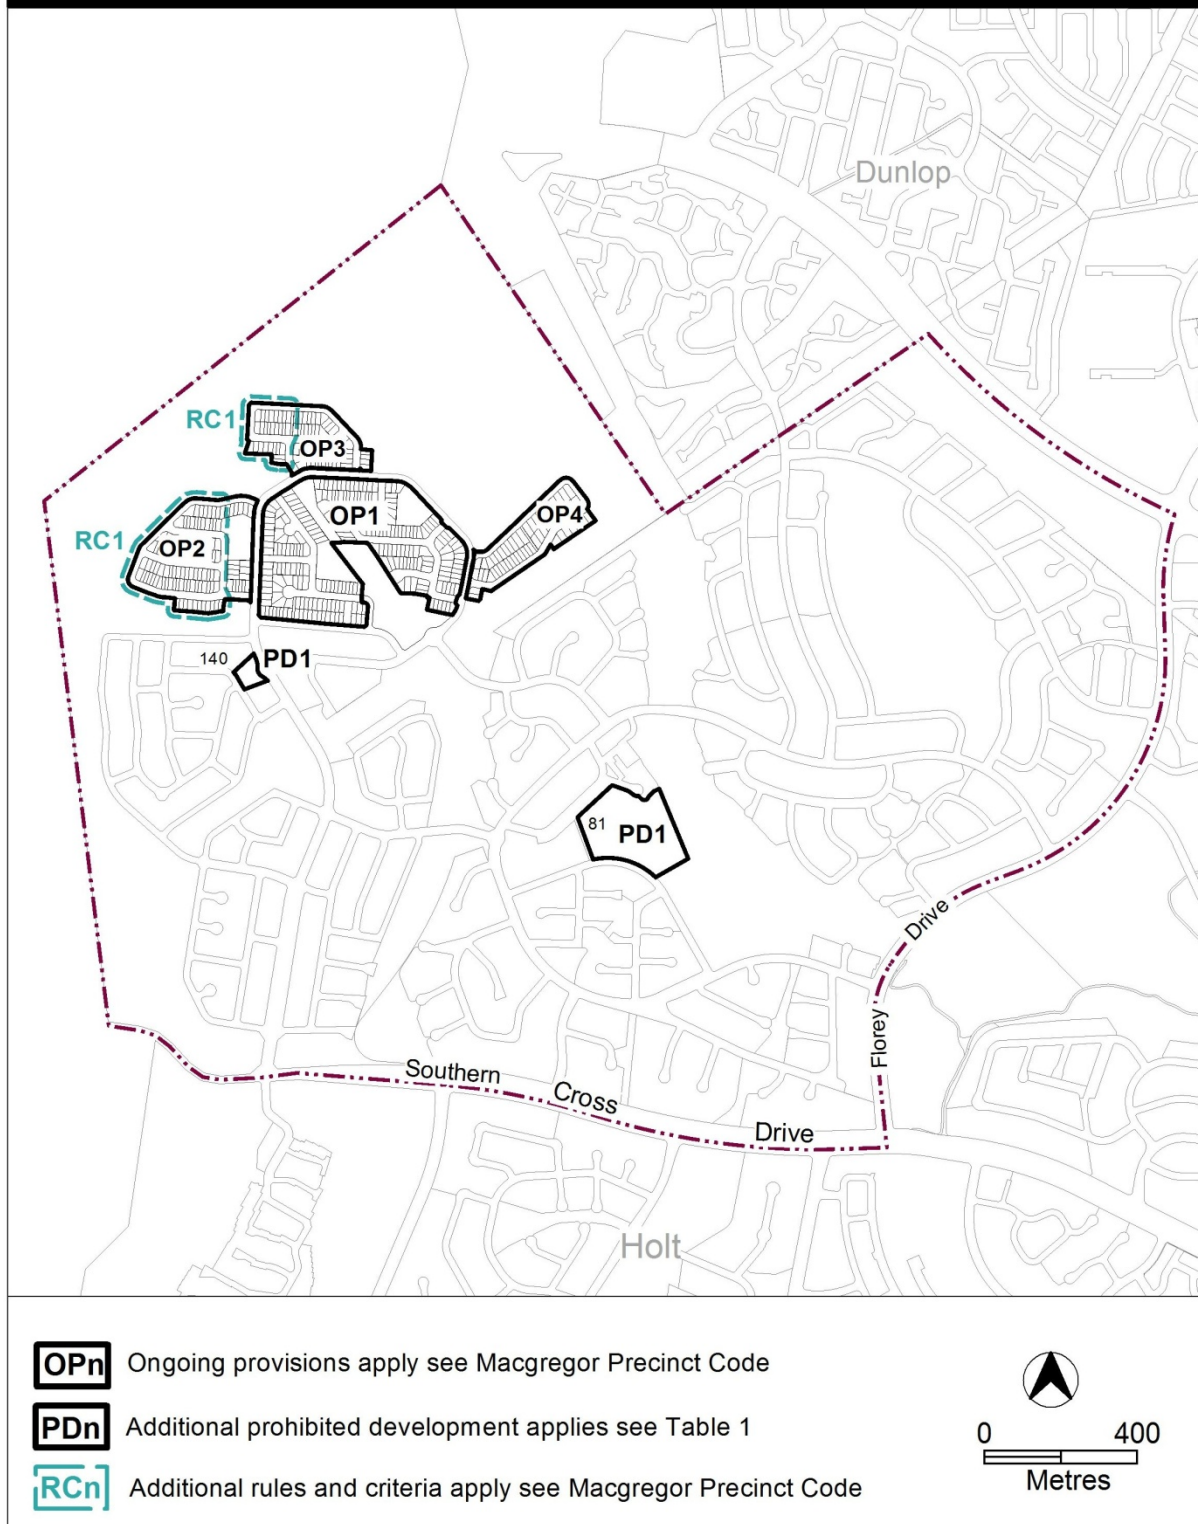 Dunlop
RC1
OP3
OP1
OP4
RC1
OP2
140
PD1
81
PD1
Drive
Florey
Southern
Cross
Drive
Holt
OPn Ongoing provisions apply see Macgregor Precinct Code
PDn Additional prohibited development applies see Table 1
RCn Additional rules and criteria apply see Macgregor Precinct Code
0 400
Metres